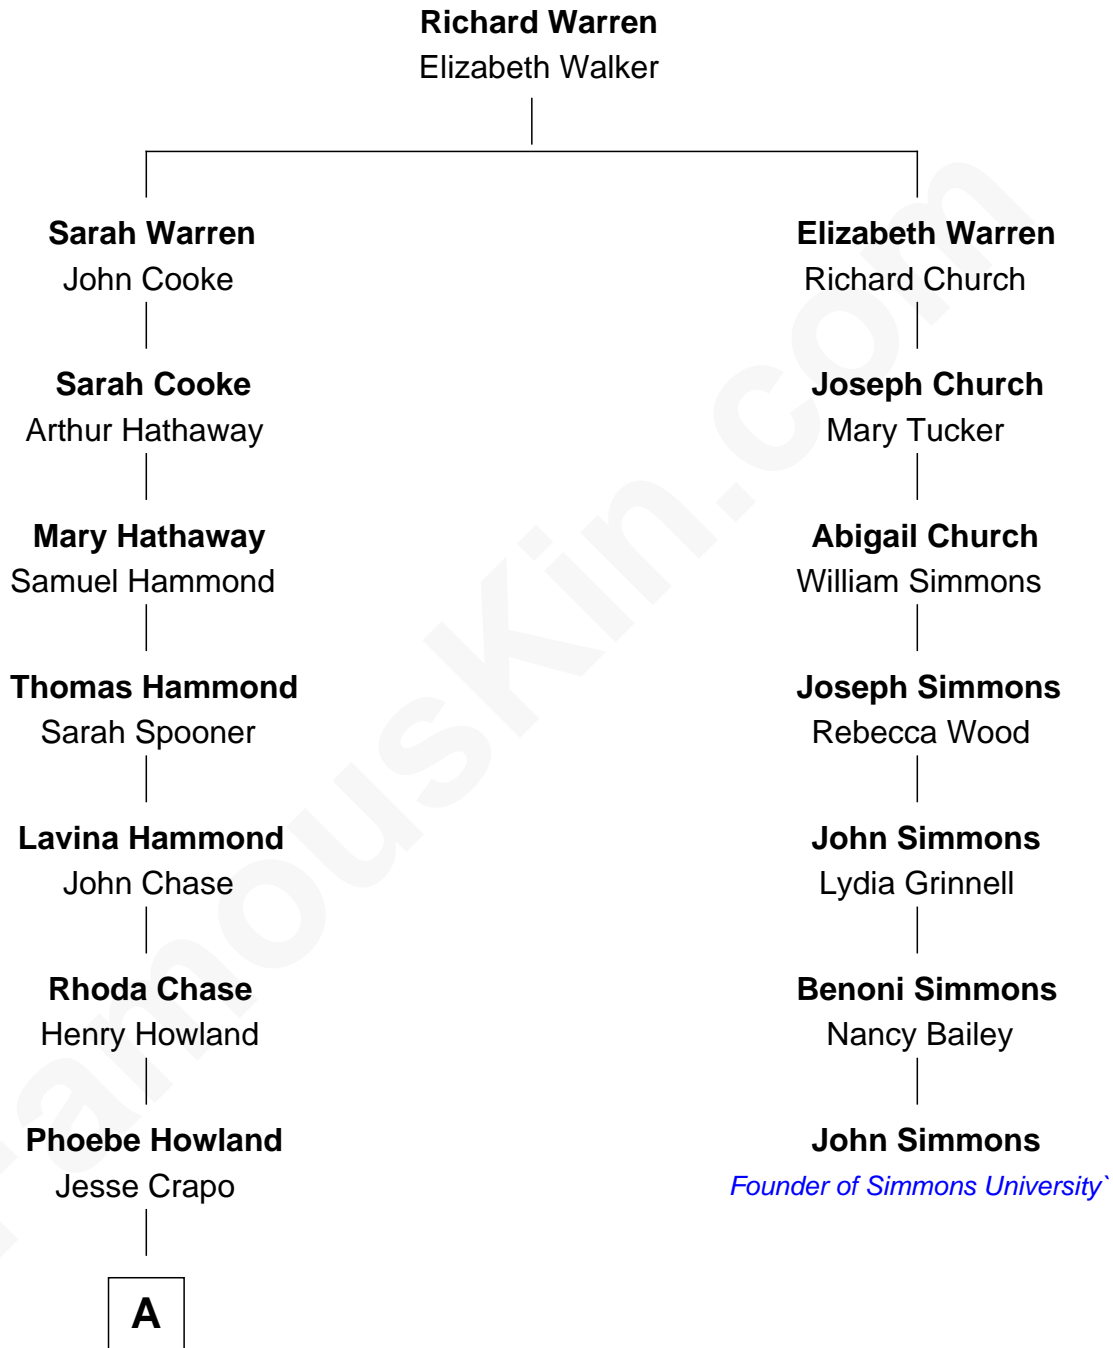 Richard Warren
Elizabeth Walker
Sarah Warren
John Cooke
Sarah Cooke
Arthur Hathaway
Mary Hathaway
Samuel Hammond
Thomas Hammond
Sarah Spooner
Lavina Hammond
John Chase
Rhoda Chase
Henry Howland
Phoebe Howland
Jesse Crapo
A
Elizabeth Warren
Richard Church
Joseph Church
Mary Tucker
Abigail Church
William Simmons
Joseph Simmons
Rebecca Wood
John Simmons
Lydia Grinnell
Benoni Simmons
Nancy Bailey
John Simmons
Founder of Simmons University`
FamousKin.com